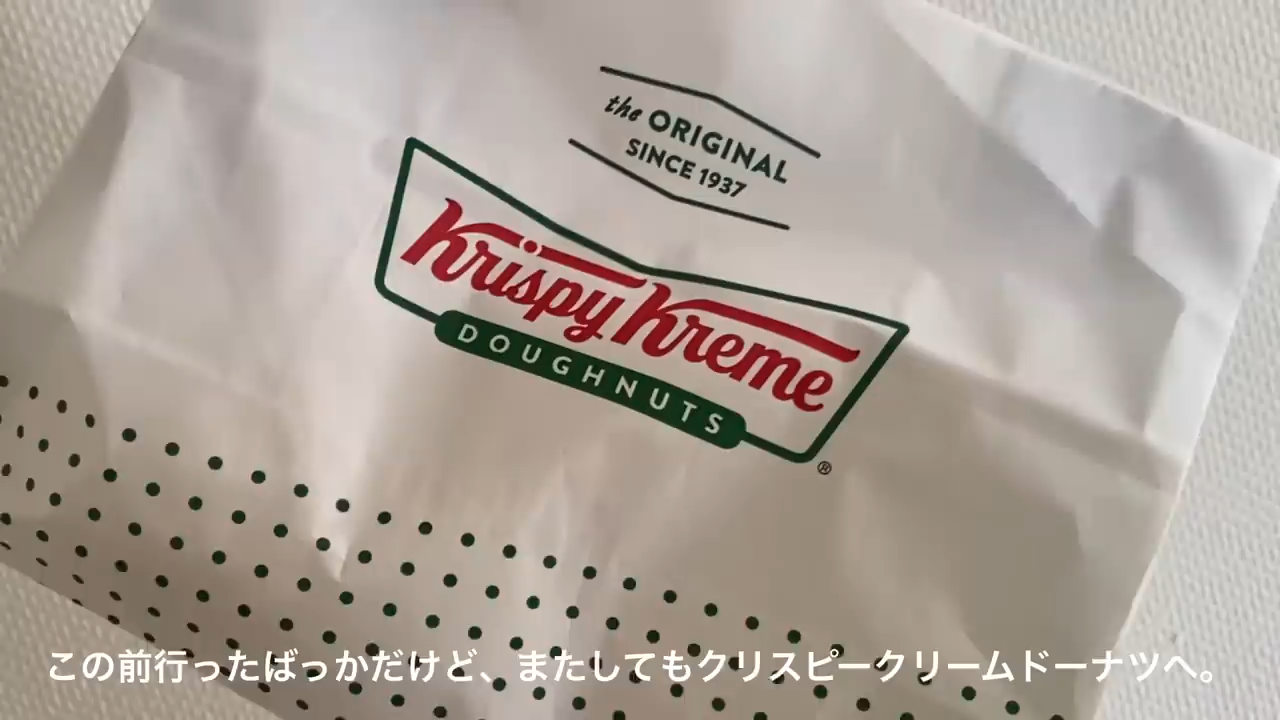 the ORIGINAL
SINCE 1937
Krispy Kreme
DOUGHNUTS
®
この前行ったばっかだけど、またしてもクリスピークリームドーナツへ。